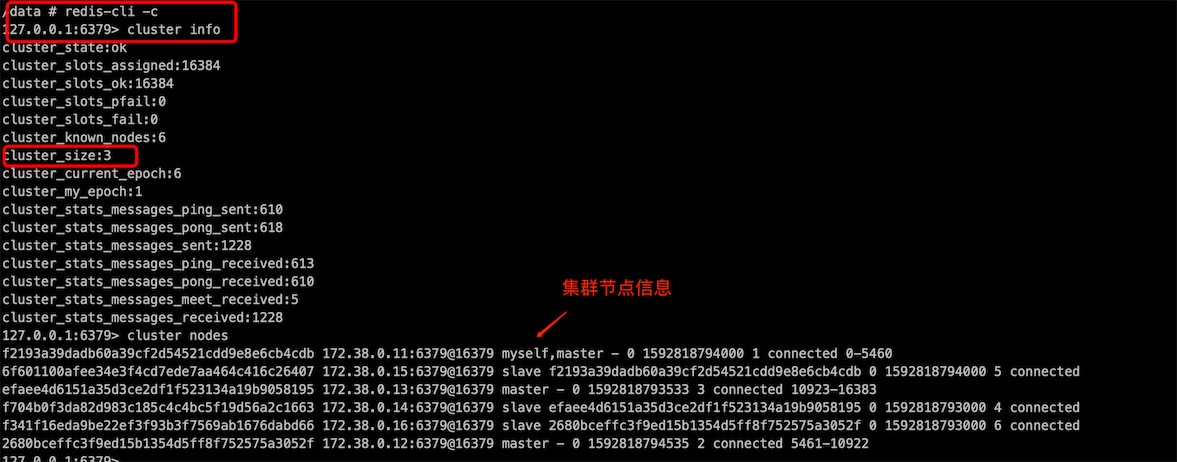 /data # redis-cli -c
127.0.0.1:6379> cluster info
cluster_state:ok
cluster_slots_assigned:16384
cluster_slots_ok:16384
cluster_slots_pfail:0
cluster_slots_fail:0
cluster_known_nodes:6
cluster_size:3
cluster_current_epoch:6
cluster_my_epoch:1
cluster_stats_messages_ping_sent:610
cluster_stats_messages_pong_sent:618
cluster_stats_messages_sent:1228
cluster_stats_messages_ping_received:613
cluster_stats_messages_pong_received:610
集群节点信息
cluster_stats_messages_meet_received:5
cluster_stats_messages_received:1228
127.0.0.1:6379> cluster nodes
f2193a39dadb60a39cf2d54521cdd9e8e6cb4cdb 172.38.0.11:6379@16379 myself,master - 0 1592818794000 1 connected 0-5460
6f601100afee34e3f4cd7ede7aa464c416c26407 172.38.0.15:6379@16379 slave f2193a39dadb60a39cf2d54521cdd9e8e6cb4cdb 0 1592818794000 5 connected
efaee4d6151a35d3ce2df1f523134a19b9058195 172.38.0.13:6379@16379 master - 0 1592818793533 3 connected 10923-16383
f704b0f3da82d983c185c4c4bc5f19d56a2c1663 172.38.0.14:6379@16379 slave efaee4d6151a35d3ce2df1f523134a19b9058195 0 1592818793000 4 connected
f341f16eda9be22ef3f93b3f7569ab1676dabd66 172.38.0.16:6379@16379 slave 2680bceffc3f9ed15b1354d5ff8f752575a3052f 0 1592818793000 6 connected
2680bceffc3f9ed15b1354d5ff8f752575a3052f 172.38.0.12:6379@16379 master - 0 1592818794535 2 connected 5461-10922
127.0.0.1:6379>